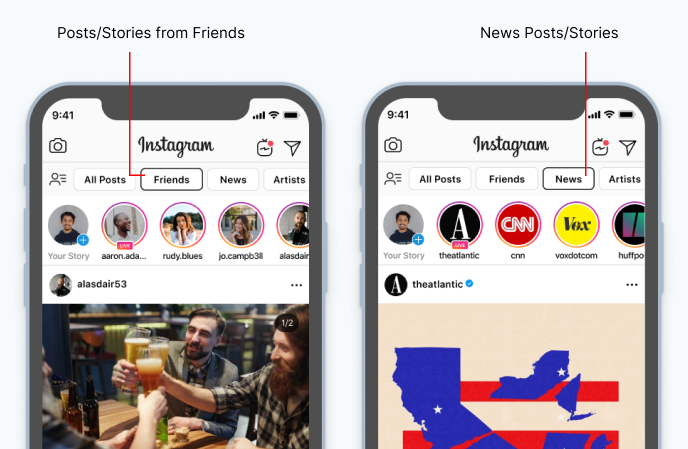 Posts/Stories from Friends
News Posts/Stories
9:41
Instagram
All Posts
Friends
News
Artists
LIVE
Your Story
aaron.ada...
rudy.blues
jo.campb3ll
alasdair
alasdair53
1/2
9:41
Instagram
All Posts
Friends
News
Artists
A
CNN
Vox
LIVE
Your Story
theatlantic
cnn
voxdotcom
huffpo
A
theatlantic